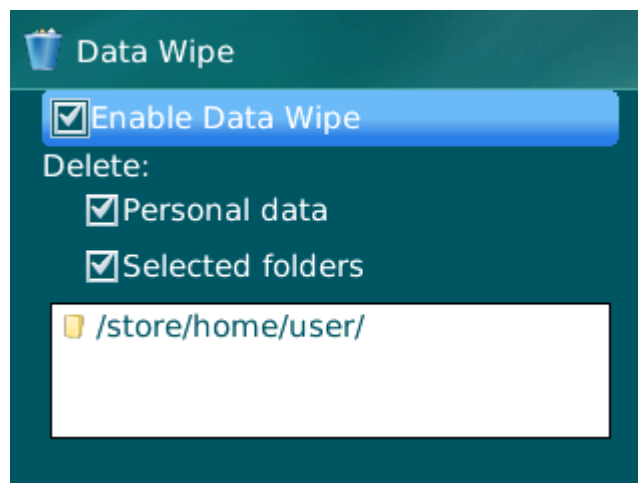 Data Wipe
Enable Data Wipe
Delete:
Personal data
Selected folders
/store/home/user/